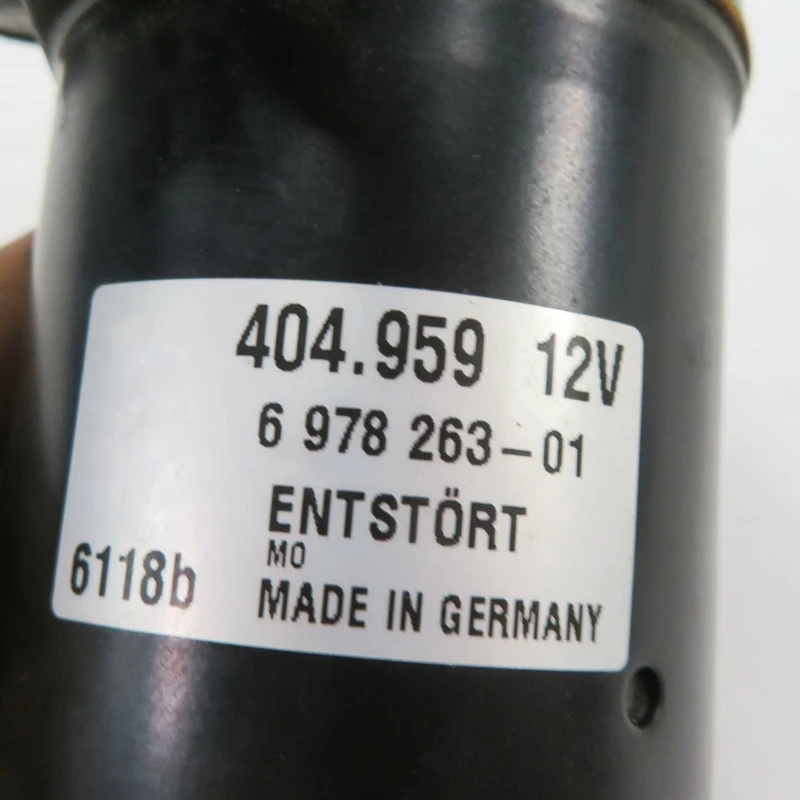 404.959 12V
6 978 263-01
ENTSTÖRT
MO
6118b MADE IN GERMANY